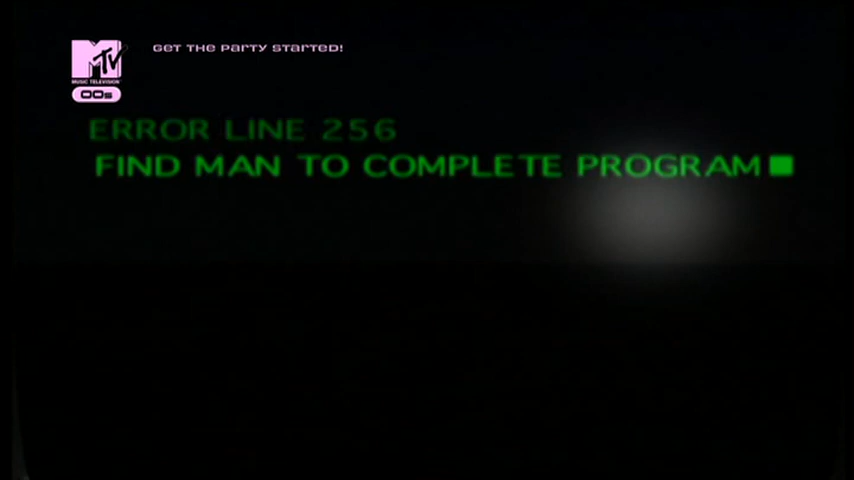 MTV
MUSIC TELEVISION
00s
GET THE PARTY STARTED!
ERROR LINE 256
FIND MAN TO COMPLETE PROGRAM